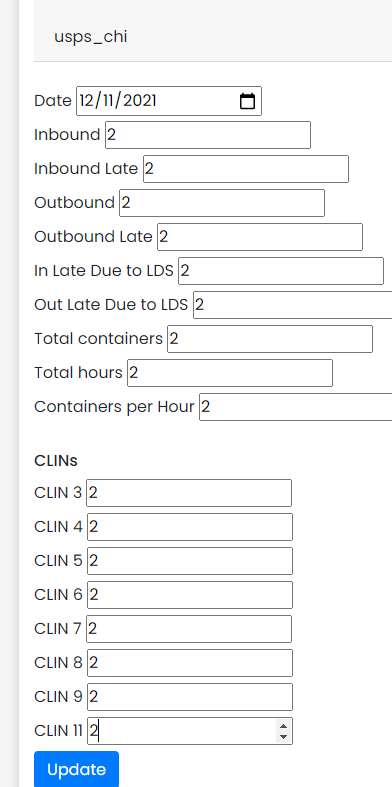 usps_chi
Date 12/11/2021
Inbound 2
Inbound Late 2
Outbound 2
Outbound Late 2
In Late Due to LDS 2
Out Late Due to LDS 2
Total containers 2
Total hours 2
Containers per Hour 2
CLINs
CLIN 3 2
CLIN 4 2
CLIN 5 2
CLIN 6 2
CLIN 7 2
CLIN 8 2
CLIN 9 2
CLIN 11 2
Update